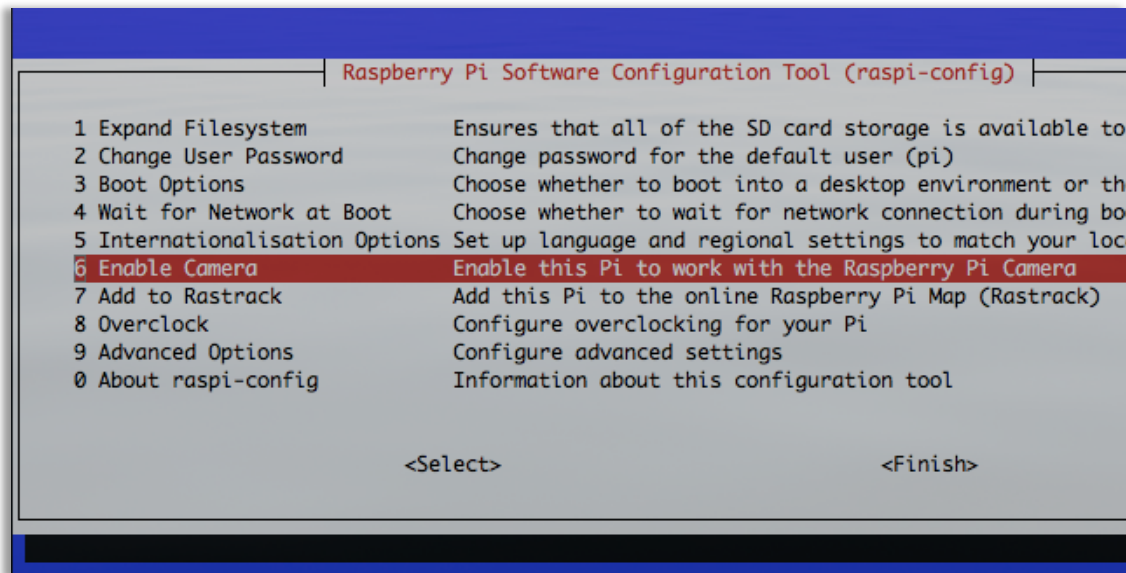 Raspberry Pi Software Configuration Tool (raspi-config)
1 Expand Filesystem Ensures that all of the SD card storage is available to
2 Change User Password Change password for the default user (pi)
3 Boot Options Choose whether to boot into a desktop environment or
4 Wait for Network at Boot Choose whether to wait for network connection during
5 Internationalisation Options Set up language and regional settings to match your
6 Enable Camera Enable this Pi to work with the Raspberry Pi Camera
7 Add to Rastrack Add this Pi to the online Raspberry Pi Map (Rastrack)
8 Overclock Configure overclocking for your Pi
9 Advanced Options Configure advanced settings
0 About raspi-config Information about this configuration tool
<Select> <Finish>